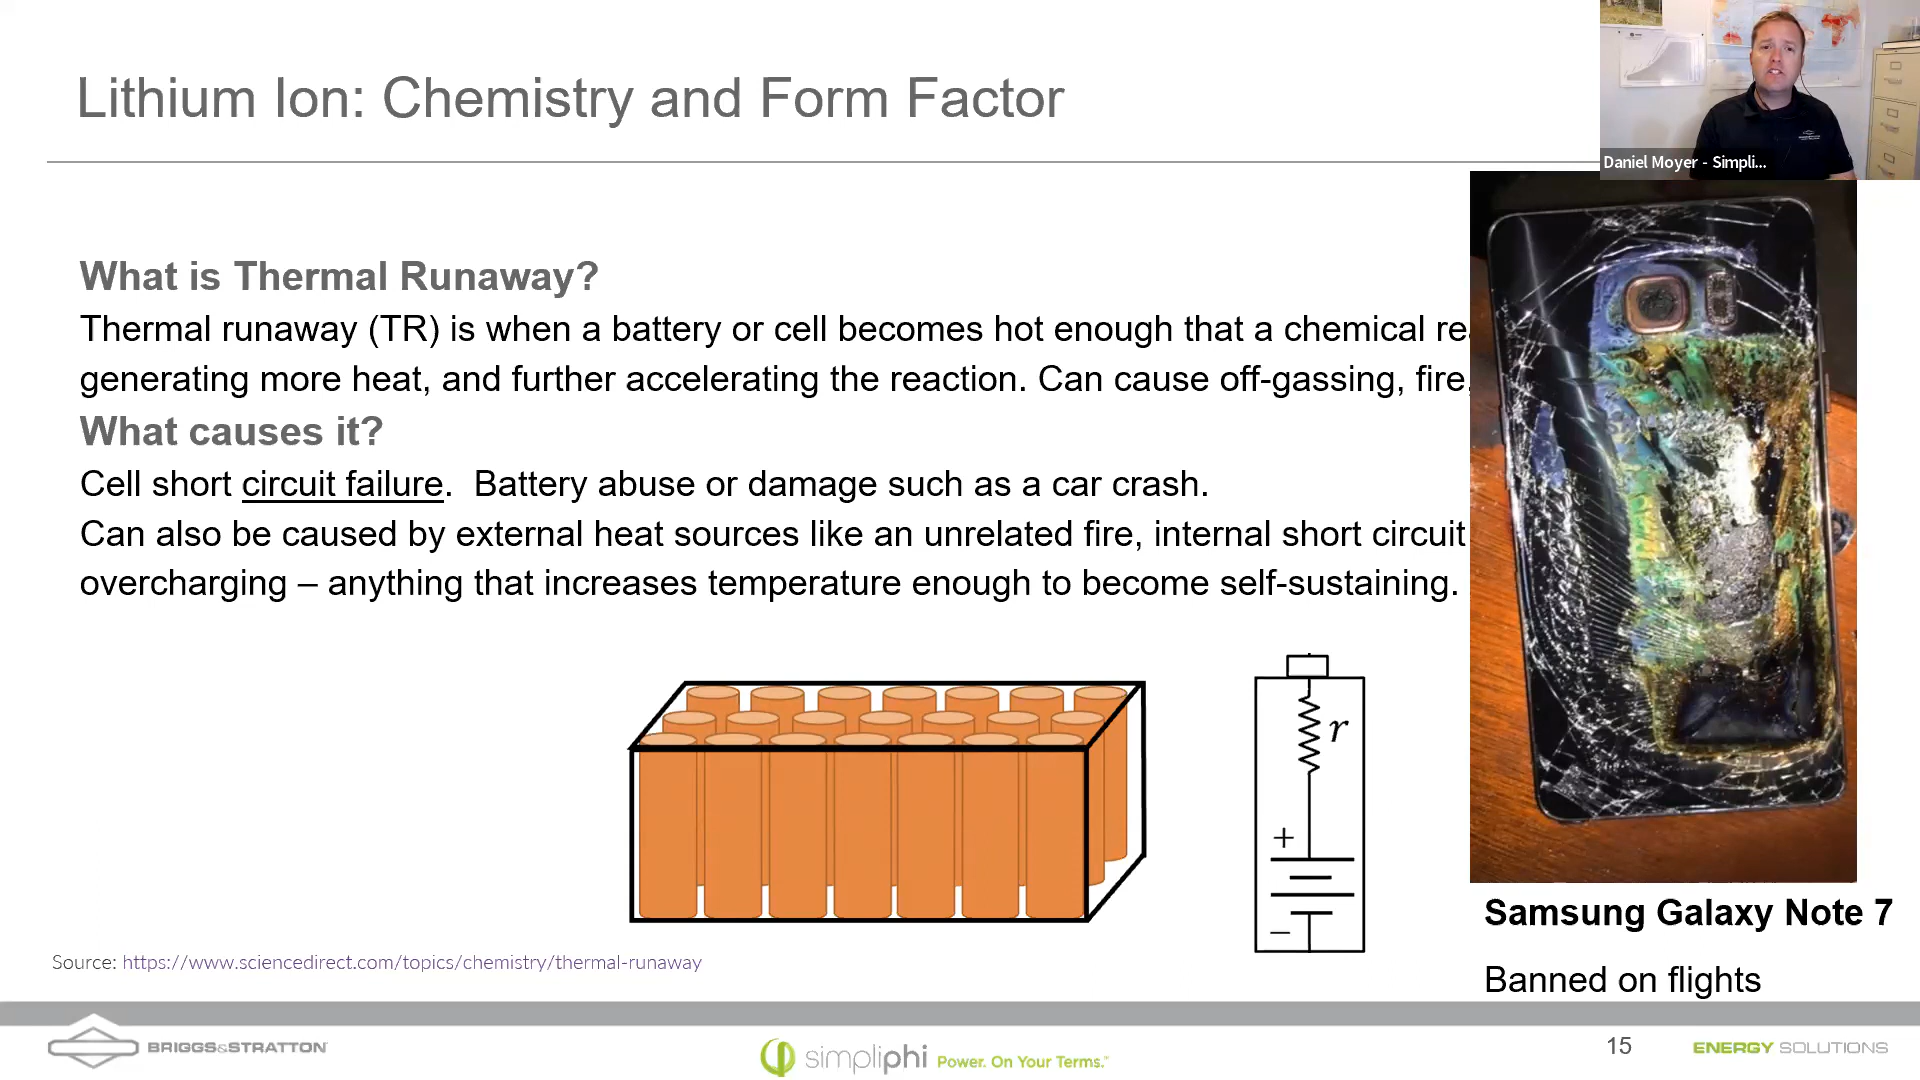 Lithium Ion: Chemistry and Form Factor
Daniel Moyer - Simpli...
What is Thermal Runaway?
Thermal runaway (TR) is when a battery or cell becomes hot enough that a chemical re
generating more heat, and further accelerating the reaction. Can cause off-gassing, fire,
What causes it?
Cell short circuit failure.  Battery abuse or damage such as a car crash.
Can also be caused by external heat sources like an unrelated fire, internal short circuit
overcharging – anything that increases temperature enough to become self-sustaining.
r
+
–
Samsung Galaxy Note 7
Banned on flights
Source: https://www.sciencedirect.com/topics/chemistry/thermal-runaway
BRIGGS&STRATTON
simpliphi Power. On Your Terms.™
15
ENERGY SOLUTIONS